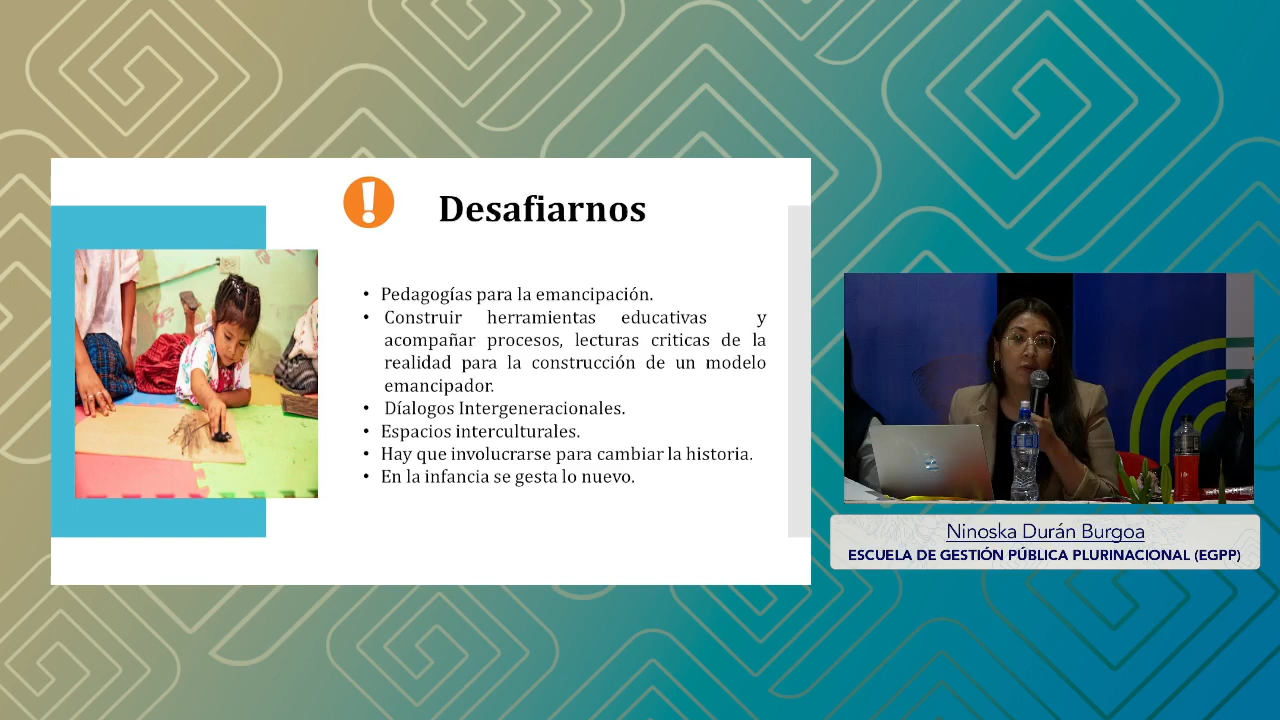 Desafiarnos
• Pedagogías para la emancipación.
• Construir herramientas educativas y
acompañar procesos, lecturas criticas de la
realidad para la construcción de un modelo
emancipador.
• Díalogos Intergeneracionales.
• Espacios interculturales.
• Hay que involucrarse para cambiar la historia.
• En la infancia se gesta lo nuevo.
Ninoska Durán Burgoa
ESCUELA DE GESTIÓN PÚBLICA PLURINACIONAL (EGPP)